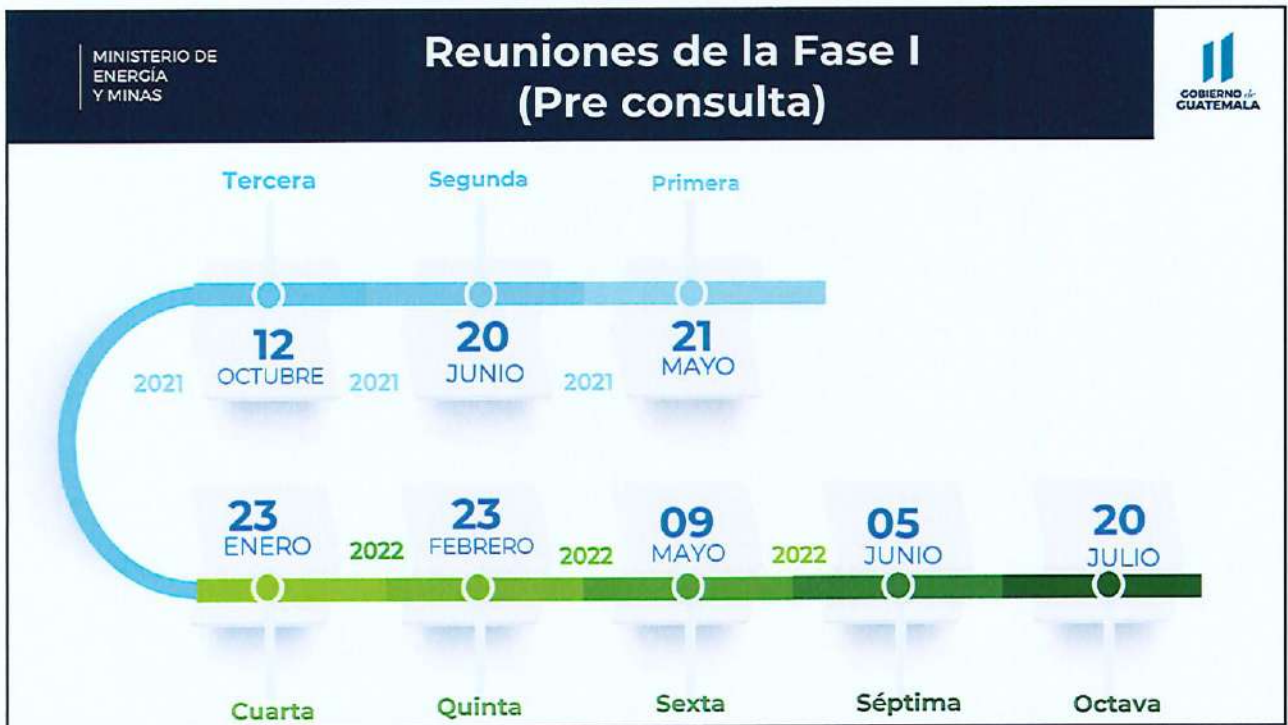 MINISTERIO DE
ENERGÍA
Y MINAS
Reuniones de la Fase I
(Pre consulta)
GOBIERNO de
GUATEMALA
Tercera Segunda Primera
12 20 21
OCTUBRE JUNIO MAYO
2021 2021 2021
23 23 09 05 20
ENERO 2022 FEBRERO 2022 MAYO 2022 JUNIO JULIO
Cuarta Quinta Sexta Séptima Octava